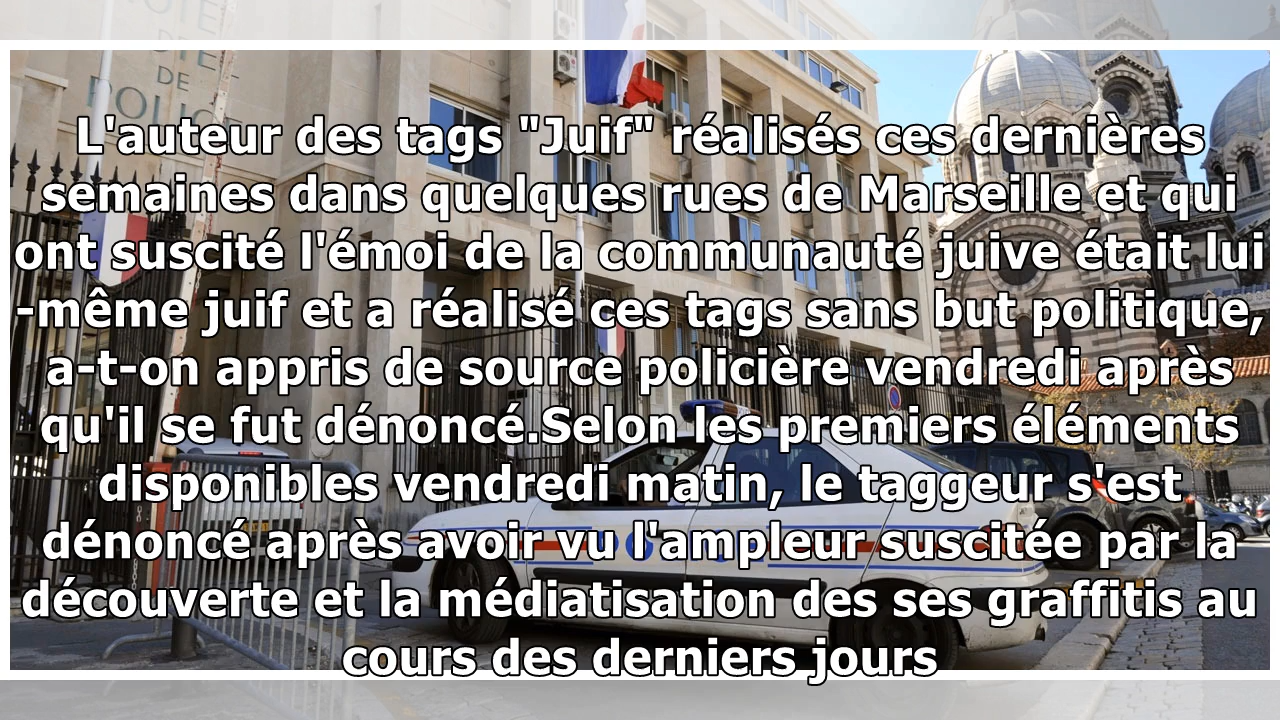 HÔTEL
DE
POLICE
L'auteur des tags "Juif" réalisés ces dernières
semaines dans quelques rues de Marseille et qui
ont suscité l'émoi de la communauté juive était lui
-même juif et a réalisé ces tags sans but politique,
a-t-on appris de source policière vendredi après
qu'il se fut dénoncé.Selon les premiers éléments
disponibles vendredi matin, le taggeur s'est
dénoncé après avoir vu l'ampleur suscitée par la
découverte et la médiatisation des ses graffitis au
cours des derniers jours